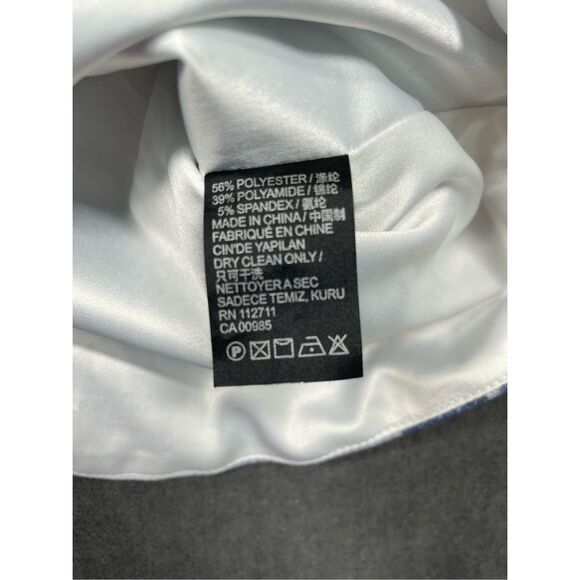 56% POLYESTER / 涤纶
39% POLYAMIDE / 锦纶
5% SPANDEX / 氨纶
MADE IN CHINA / 中国制
FABRIQUÉ EN CHINE
CIN'DE YAPILAN
DRY CLEAN ONLY /
只可干洗
NETTOYER A SEC
SADECE TEMIZ, KURU
RN 112711
CA 00985
P